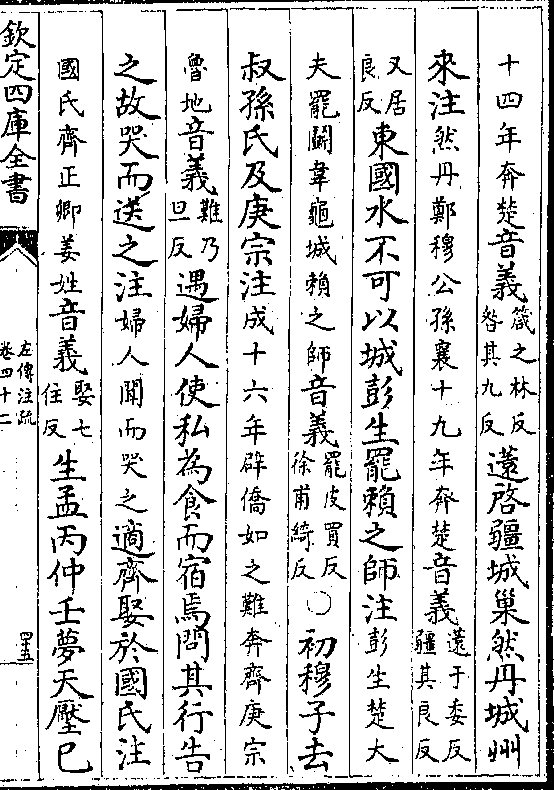 十四年奔楚音義箴之林反
咎其九反薳啓彊城巢然丹城州
來注然丹鄭穆公孫襄十九年奔楚音義薳于委反
彊其良反
又居
良反東國水不可以城彭生罷賴之師注彭生楚大
夫罷鬬韋龜城賴之師音義罷皮買反
徐甫綺反○初穆子去
叔孫氏及庚宗注成十六年辟僑如之難奔齊庚宗
魯地音義難乃
旦反遇婦人使私為食而宿焉問其行告
之故哭而送之注婦人聞而哭之適齊娶於國氏注
國氏齊正卿姜姓音義娶七
住反生孟丙仲壬夢天壓已
欽定四庫全書
左傳注疏
卷四十二